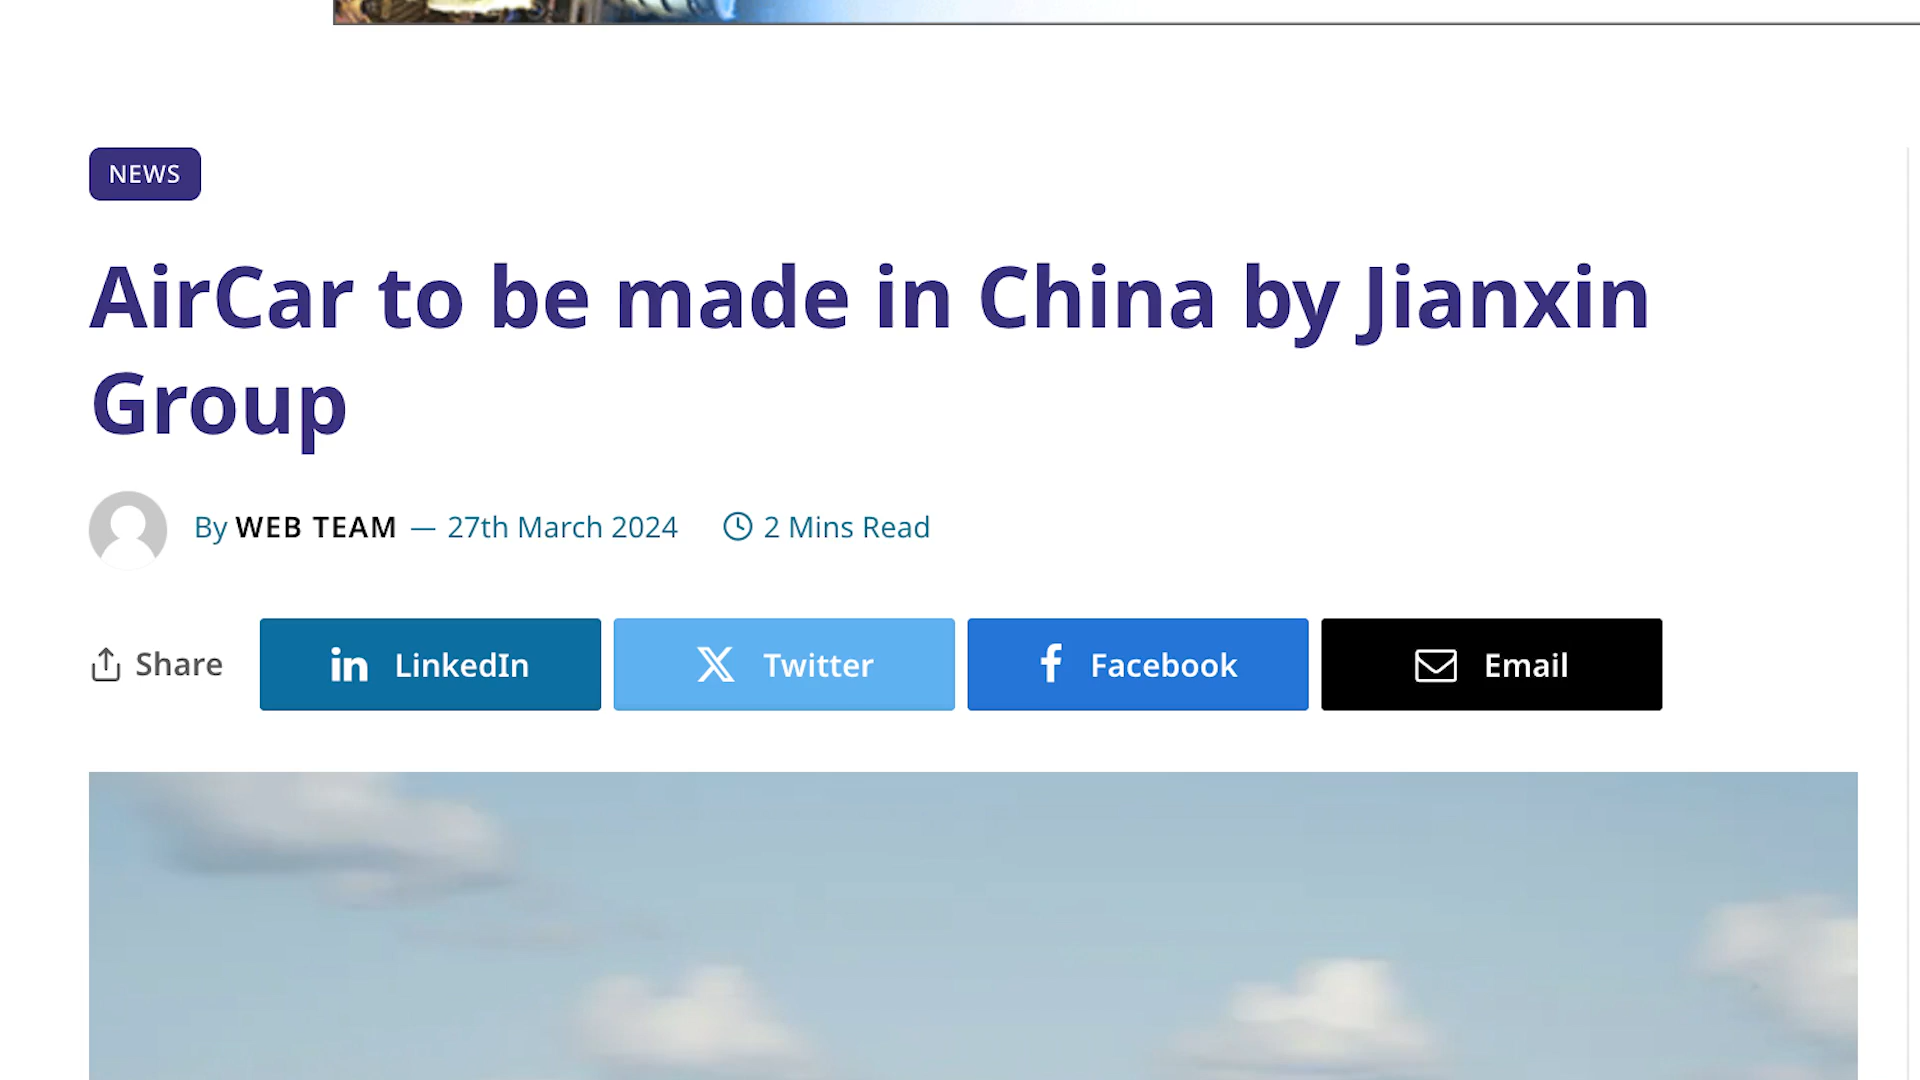 NEWS
AirCar to be made in China by Jianxin
Group
By WEB TEAM — 27th March 2024 2 Mins Read
Share LinkedIn Twitter Facebook Email